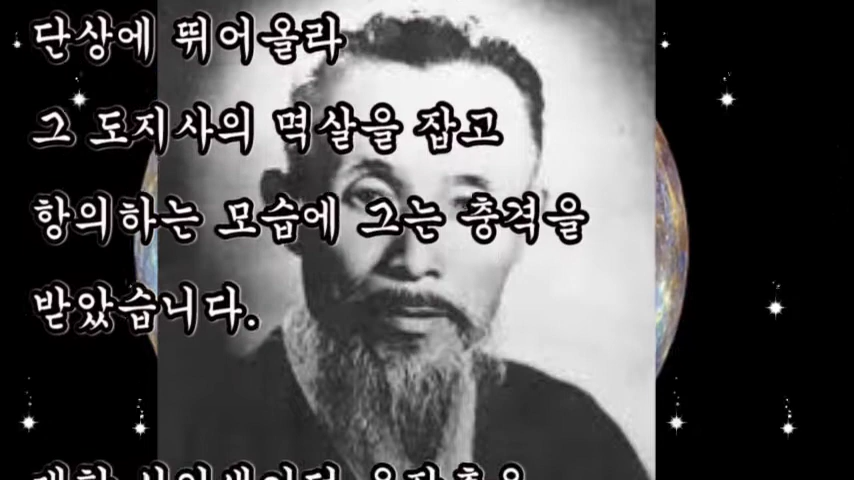 단상에 뛰어올라
그 도지사의 멱살을 잡고
항의하는 모습에 그는 충격을
받았습니다.